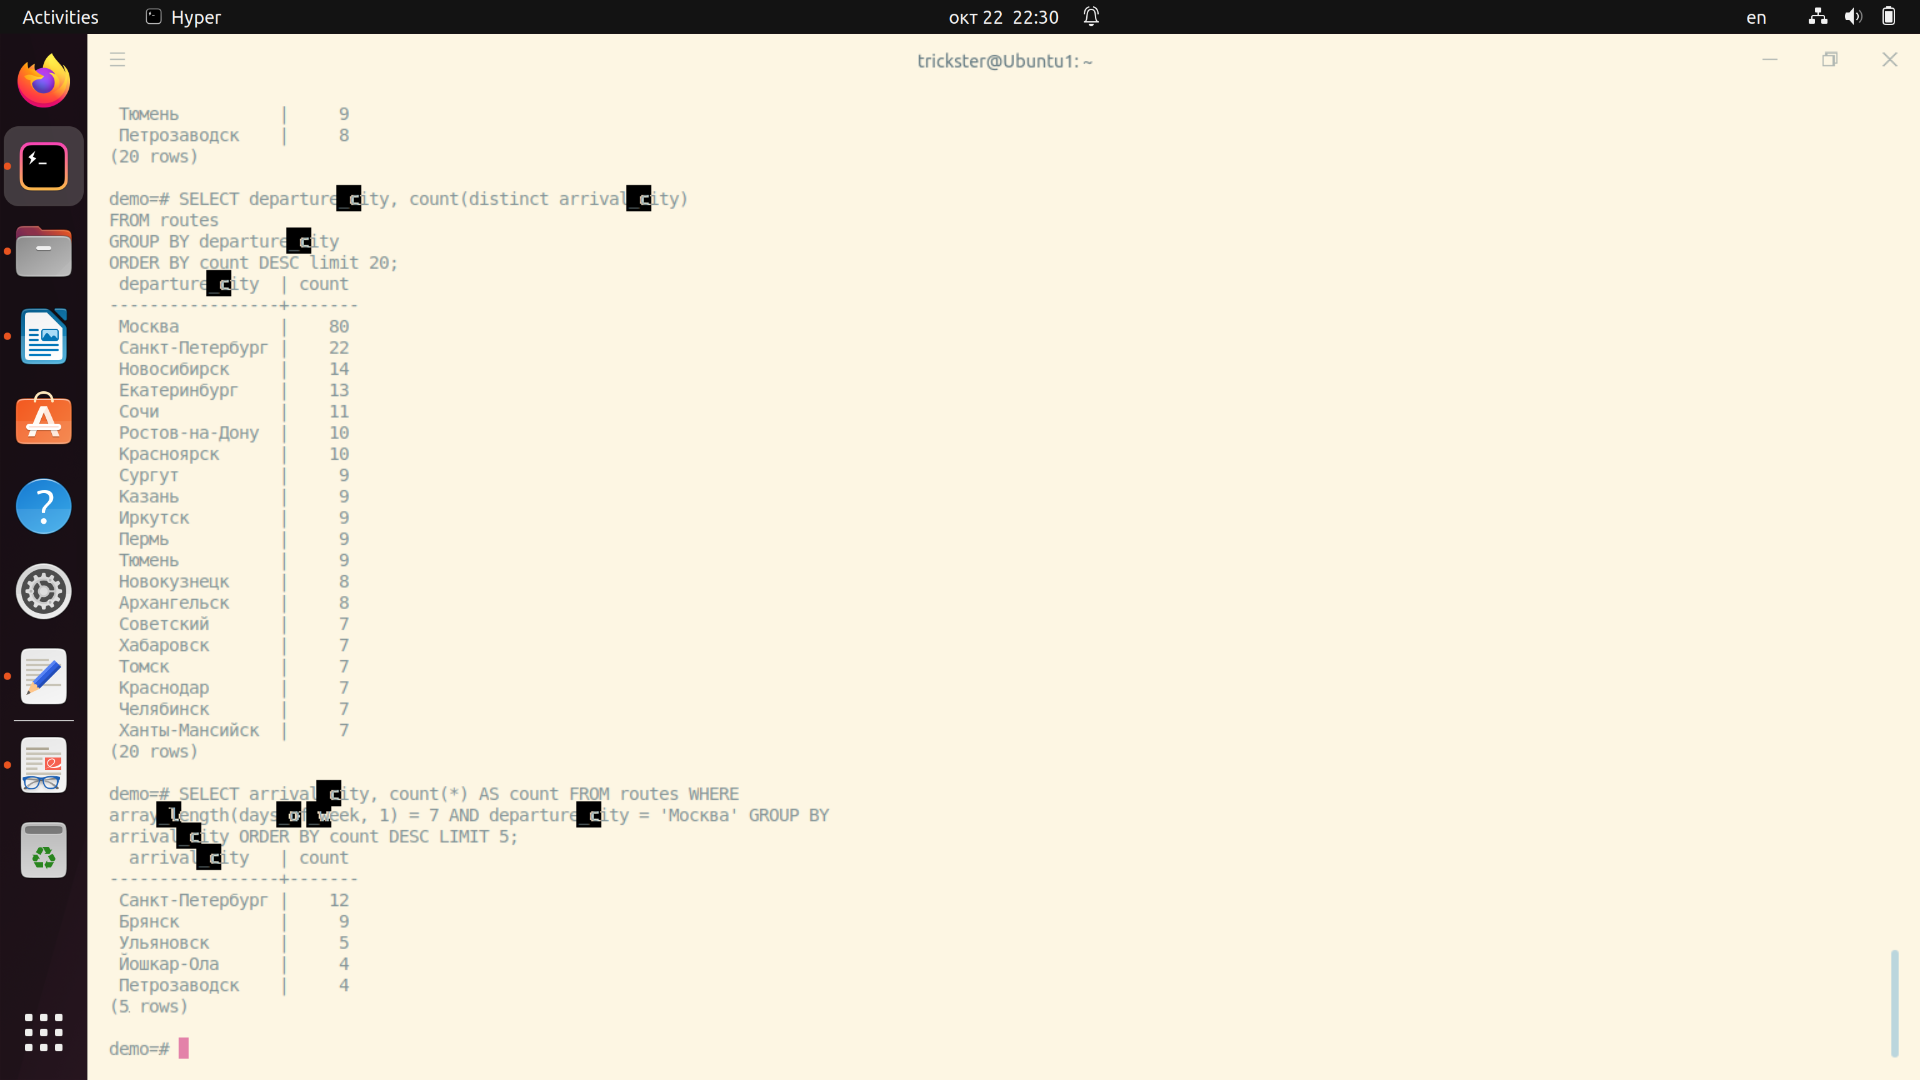 Activities
Hyper
окт 22 22:30
en
trickster@Ubuntu1: ~
Тюмень | 9
Петрозаводск | 8
(20 rows)
demo=# SELECT departure_city, count(distinct arrival_city)
FROM routes
GROUP BY departure_city
ORDER BY count DESC limit 20;
departure_city | count
-----------------+-------
Москва | 80
Санкт-Петербург | 22
Новосибирск | 14
Екатеринбург | 13
Сочи | 11
Ростов-на-Дону | 10
Красноярск | 10
Сургут | 9
Казань | 9
Иркутск | 9
Пермь | 9
Тюмень | 9
Новокузнецк | 8
Архангельск | 8
Советский | 7
Хабаровск | 7
Томск | 7
Краснодар | 7
Челябинск | 7
Ханты-Мансийск | 7
(20 rows)
demo=# SELECT arrival_city, count(*) AS count FROM routes WHERE
array_length(days_of_week, 1) = 7 AND departure_city = 'Москва' GROUP BY
arrival_city ORDER BY count DESC LIMIT 5;
arrival_city | count
-----------------+-------
Санкт-Петербург | 12
Брянск | 9
Ульяновск | 5
Йошкар-Ола | 4
Петрозаводск | 4
(5 rows)
demo=#